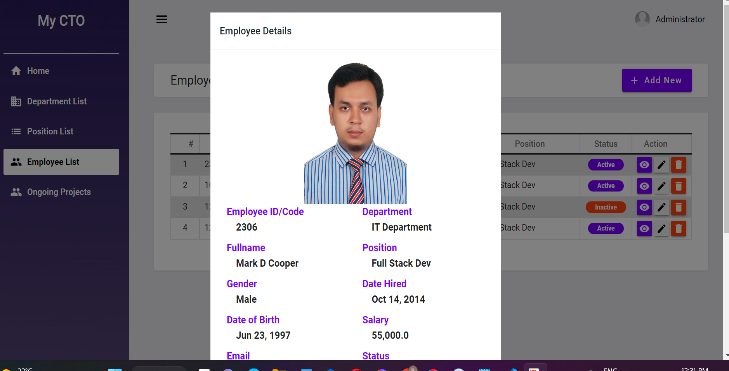 My CTO
Administrator
Employee Details
Home
Department List
Position List
Employee List
Ongoing Projects
Employe
+ Add New
# Position Status Action
1 2 Stack Dev Active
2 1 Stack Dev Active
3 1 Stack Dev Inactive
4 1 Stack Dev Active
Employee ID/Code Department
2306 IT Department
Fullname Position
Mark D Cooper Full Stack Dev
Gender Date Hired
Male Oct 14, 2014
Date of Birth Salary
Jun 23, 1997 55,000.0
Email Status
ENG
12:31 PM